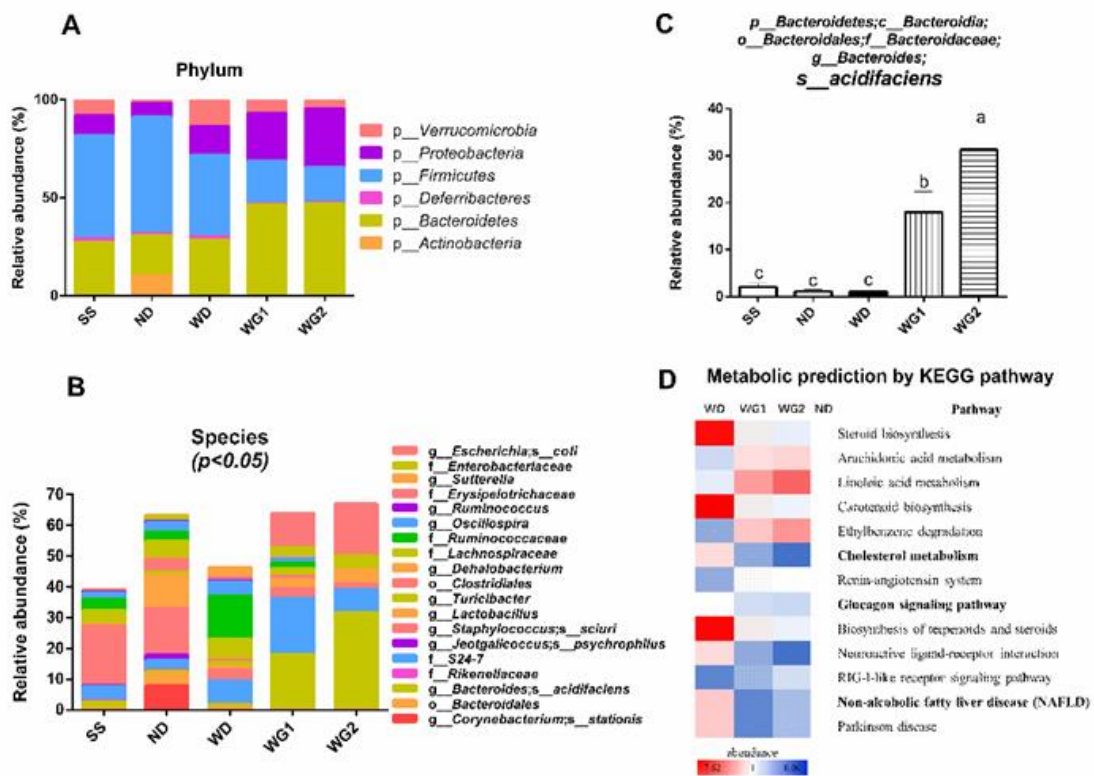 A
Phylum
Relative abundance (%)
100
50
0
SS
ND
WD
WG1
WG2
p__Verrucomicrobia
p__Proteobacteria
p__Firmicutes
p__Deferribacteres
p__Bacteroidetes
p__Actinobacteria
B
Species
(p<0.05)
Relative abundance (%)
70
60
50
40
30
20
10
0
SS
ND
WD
WG1
WG2
g__Escherichia;s__coli
f__Enterobacteriaceae
g__Sutterella
f__Erysipelotrichaceae
g__Ruminococcus
g__Oscillospira
f__Ruminococcaceae
f__Lachnospiraceae
g__Dehalobacterium
o__Clostridiales
g__Turicibacter
g__Lactobacillus
g__Staphylococcus;s__sciuri
g__Jeotgalicoccus;s__psychrophilus
f__S24-7
f__Rikenellaceae
g__Bacteroides;s__acidifaciens
o__Bacteroidales
g__Corynebacterium;s__stationis
C
p__Bacteroidetes;c__Bacteroidia;
o__Bacteroidales;f__Bacteroidaceae;
g__Bacteroides;
s__acidifaciens
Relative abundance (%)
40
30
20
10
0
c
c
c
b
a
SS
ND
WD
WG1
WG2
D
Metabolic prediction by KEGG pathway
WD WG1 WG2 ND Pathway
Steroid biosynthesis
Arachidonic acid metabolism
Linoleic acid metabolism
Carotenoid biosynthesis
Ethylbenzene degradation
Cholesterol metabolism
Renin-angiotensin system
Glucagon signaling pathway
Biosynthesis of terpenoids and steroids
Neuroactive ligand-receptor interaction
RIG-I-like receptor signaling pathway
Non-alcoholic fatty liver disease (NAFLD)
Parkinson disease
abundance
1